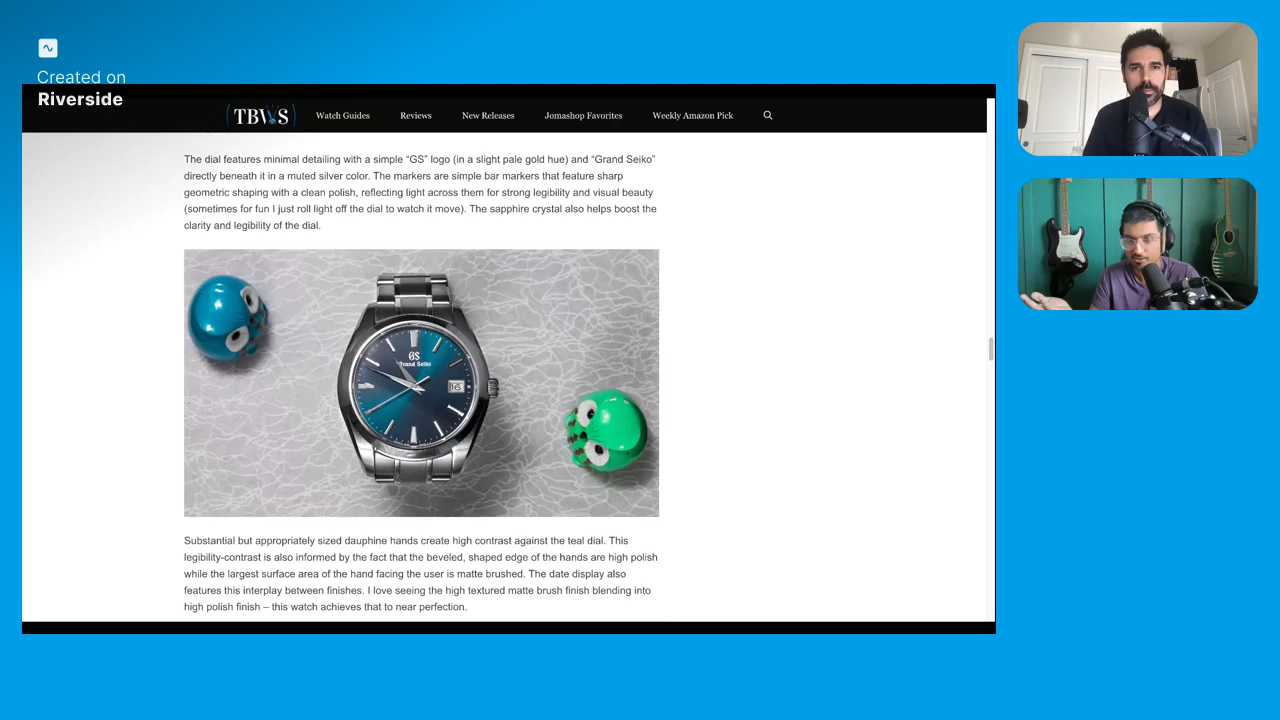 Created on
Riverside
TBWS
Watch Guides
Reviews
New Releases
Jomashop Favorites
Weekly Amazon Pick
The dial features minimal detailing with a simple “GS” logo (in a slight pale gold hue) and “Grand Seiko”
directly beneath it in a muted silver color. The markers are simple bar markers that feature sharp
geometric shaping with a clean polish, reflecting light across them for strong legibility and visual beauty
(sometimes for fun I just roll light off the dial to watch it move). The sapphire crystal also helps boost the
clarity and legibility of the dial.
GS
Grand Seiko
16
Substantial but appropriately sized dauphine hands create high contrast against the teal dial. This
legibility-contrast is also informed by the fact that the beveled, shaped edge of the hands are high polish
while the largest surface area of the hand facing the user is matte brushed. The date display also
features this interplay between finishes. I love seeing the high textured matte brush finish blending into
high polish finish – this watch achieves that to near perfection.